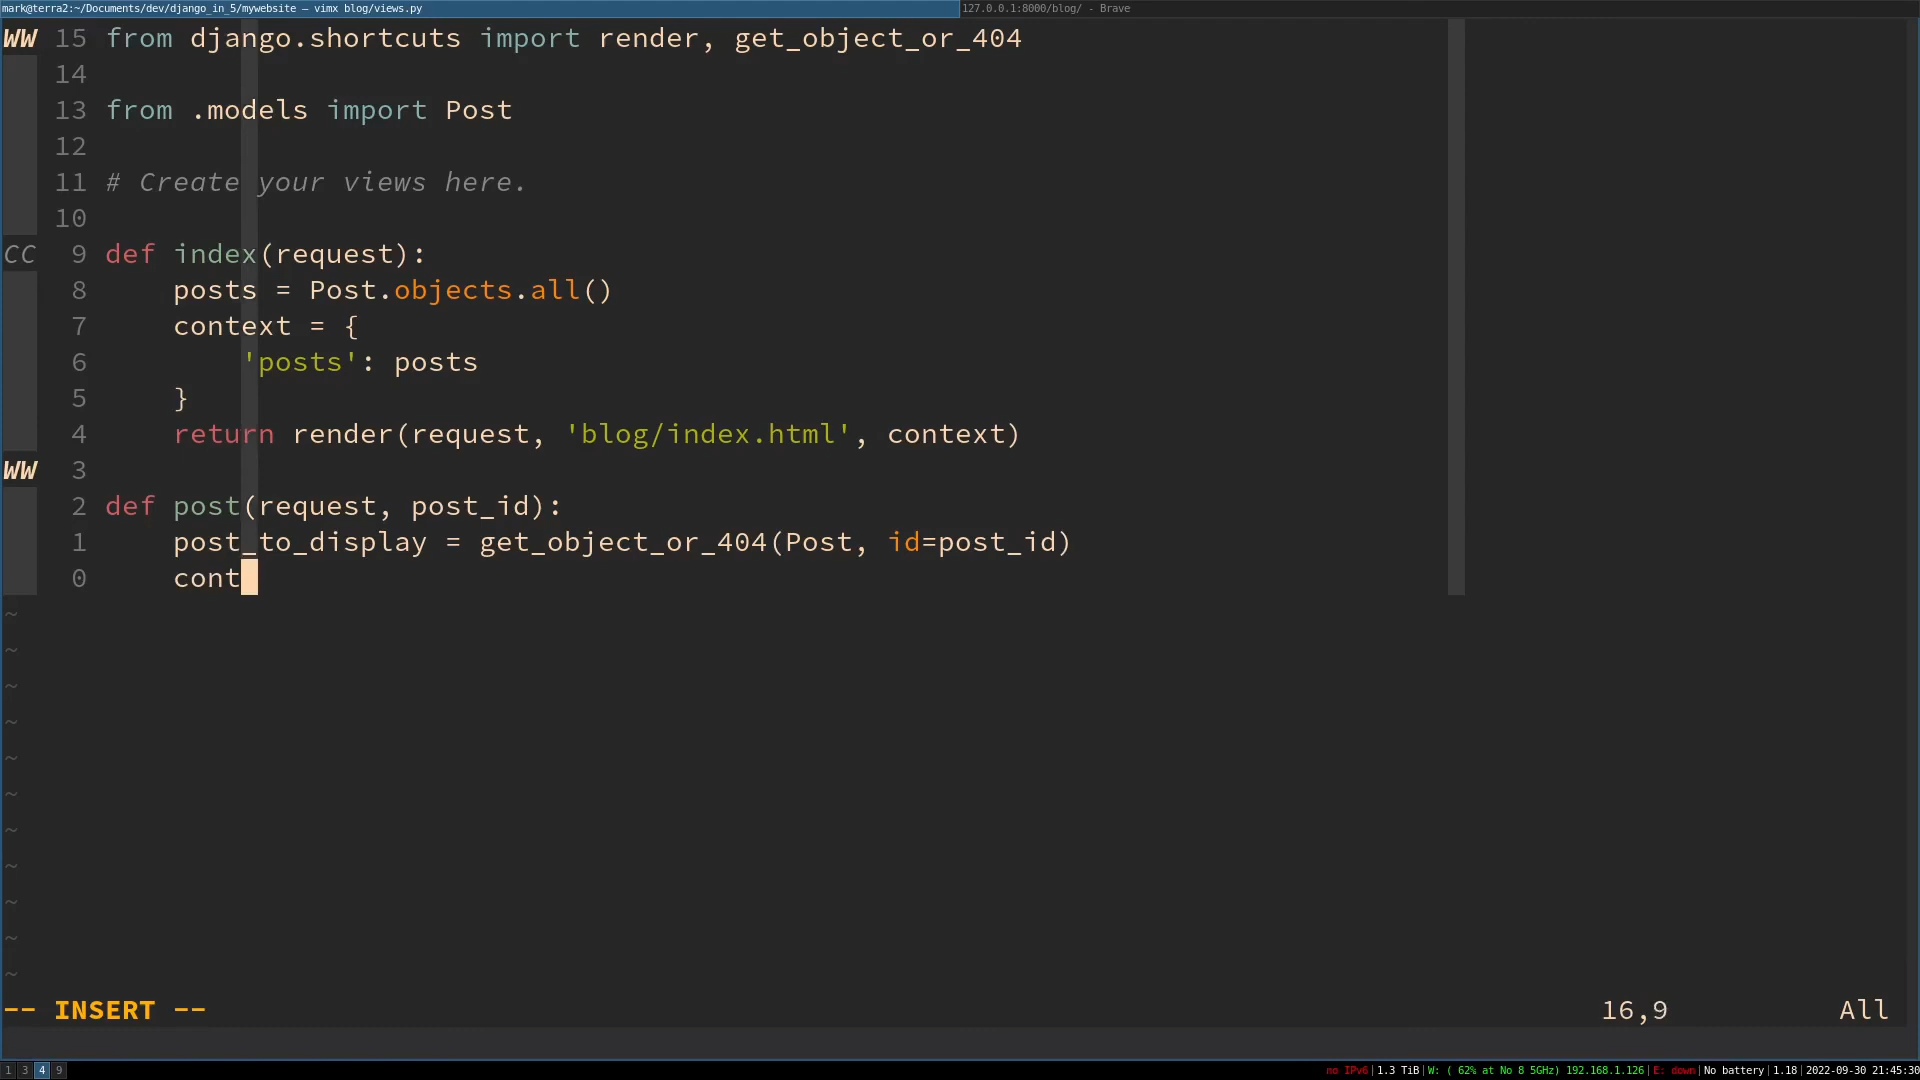 mark@terra2:~/Documents/dev/django_in_5/mywebsite — vimx blog/views.py
127.0.0.1:8000/blog/ - Brave
WW 15 from django.shortcuts import render, get_object_or_404
14
13 from .models import Post
12
11 # Create your views here.
10
CC 9 def index(request):
8     posts = Post.objects.all()
7     context = {
6         'posts': posts
5     }
4     return render(request, 'blog/index.html', context)
WW 3
2 def post(request, post_id):
1     post_to_display = get_object_or_404(Post, id=post_id)
0     cont
~
~
~
~
~
~
~
~
~
~
~
-- INSERT -- 16,9 All
1 3 4 9 no IPv6|1.3 TiB|W: ( 62% at No 8 5GHz) 192.168.1.126|E: down|No battery|1.18|2022-09-30 21:45:30